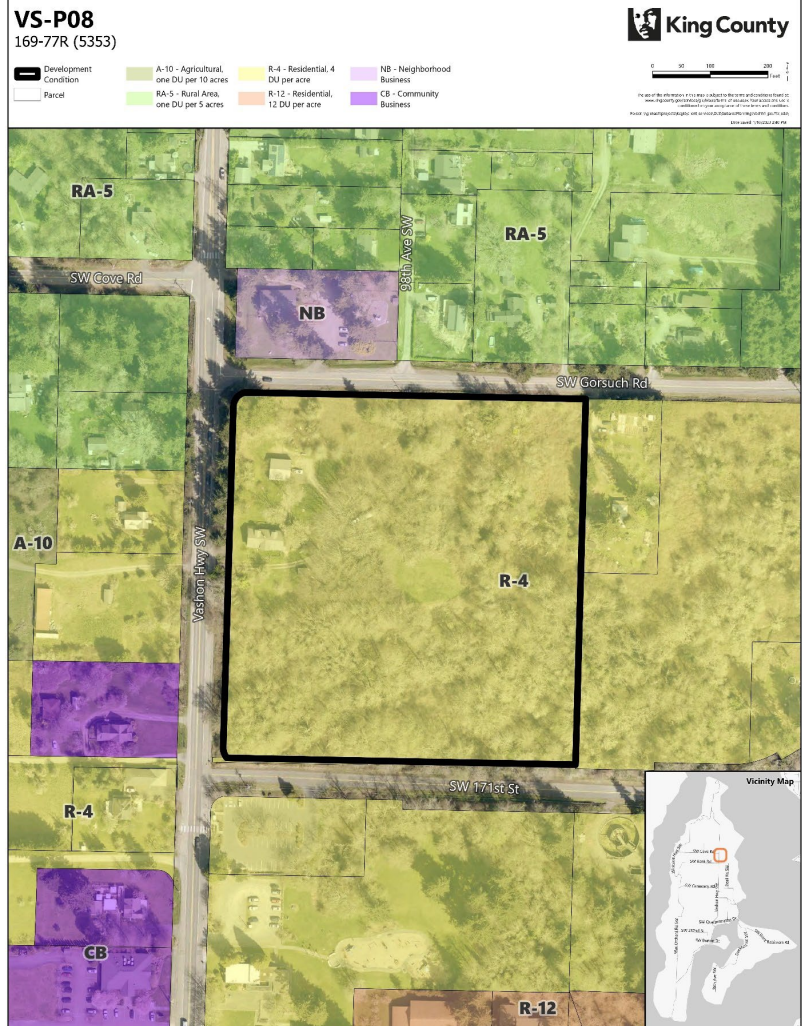 VS-P08
169-77R (5353)
King County
Development
Condition
Parcel
A-10 - Agricultural,
one DU per 10 acres
RA-5 - Rural Area,
one DU per 5 acres
R-4 - Residential, 4
DU per acre
R-12 - Residential,
12 DU per acre
NB - Neighborhood
Business
CB - Community
Business
0 50 100 200
Feet
RA-5
98th Ave SW
RA-5
SW Cove Rd
NB
SW Gorsuch Rd
A-10
Vashon Hwy SW
R-4
SW 171st St
R-4
Vicinity Map
CB
R-12